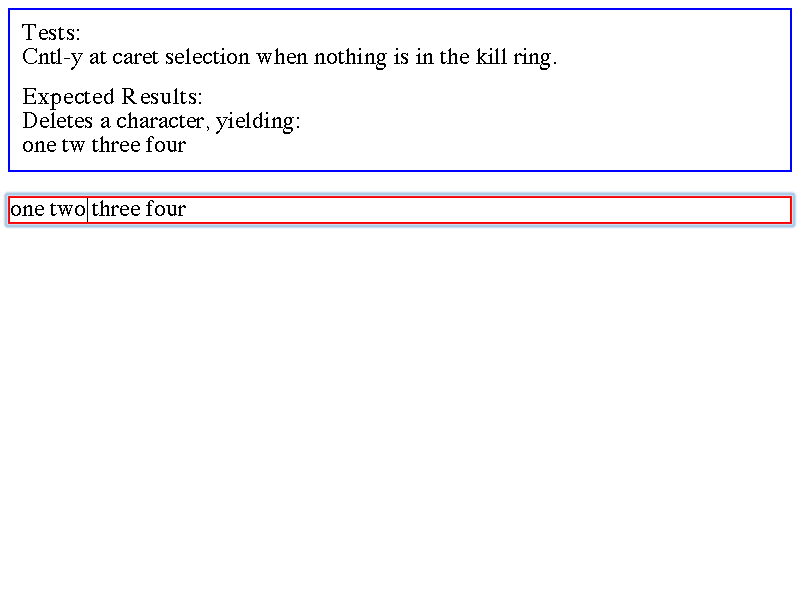 Tests:
Cntl-y at caret selection when nothing is in the kill ring.
Expected Results:
Deletes a character, yielding:
one tw three four
one two three four